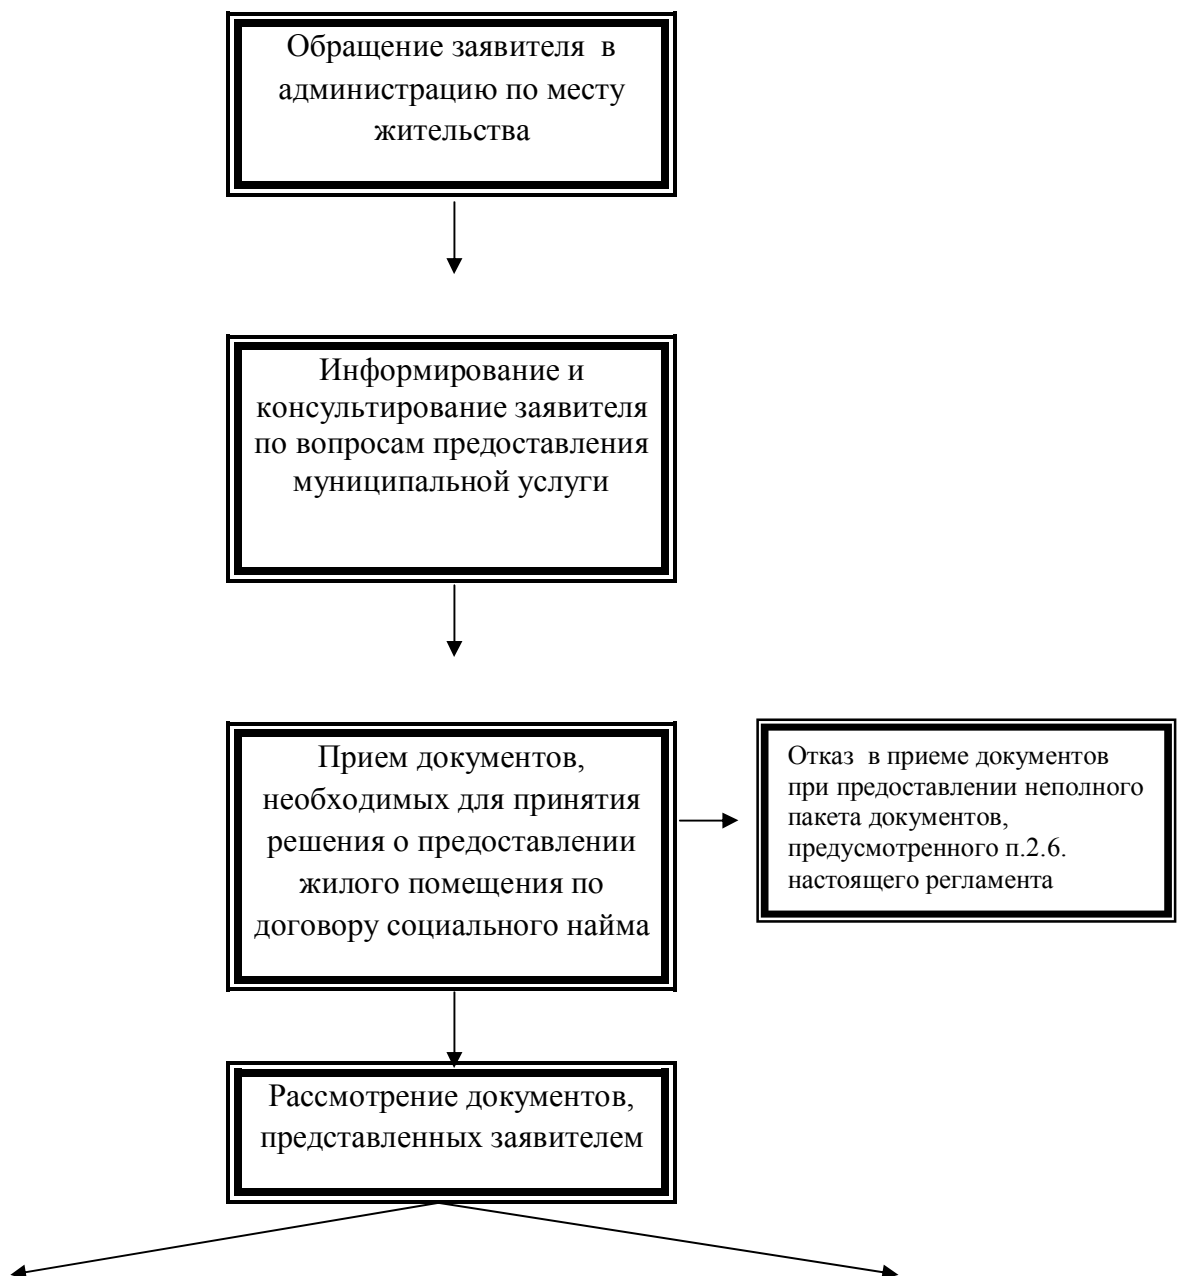 Обращение заявителя в
администрацию по месту
жительства
Информирование и
консультирование заявителя
по вопросам предоставления
муниципальной услуги
Прием документов,
необходимых для принятия
решения о предоставлении
жилого помещения по
договору социального найма
Отказ в приеме документов
при предоставлении неполного
пакета документов,
предусмотренного п.2.6.
настоящего регламента
Рассмотрение документов,
представленных заявителем